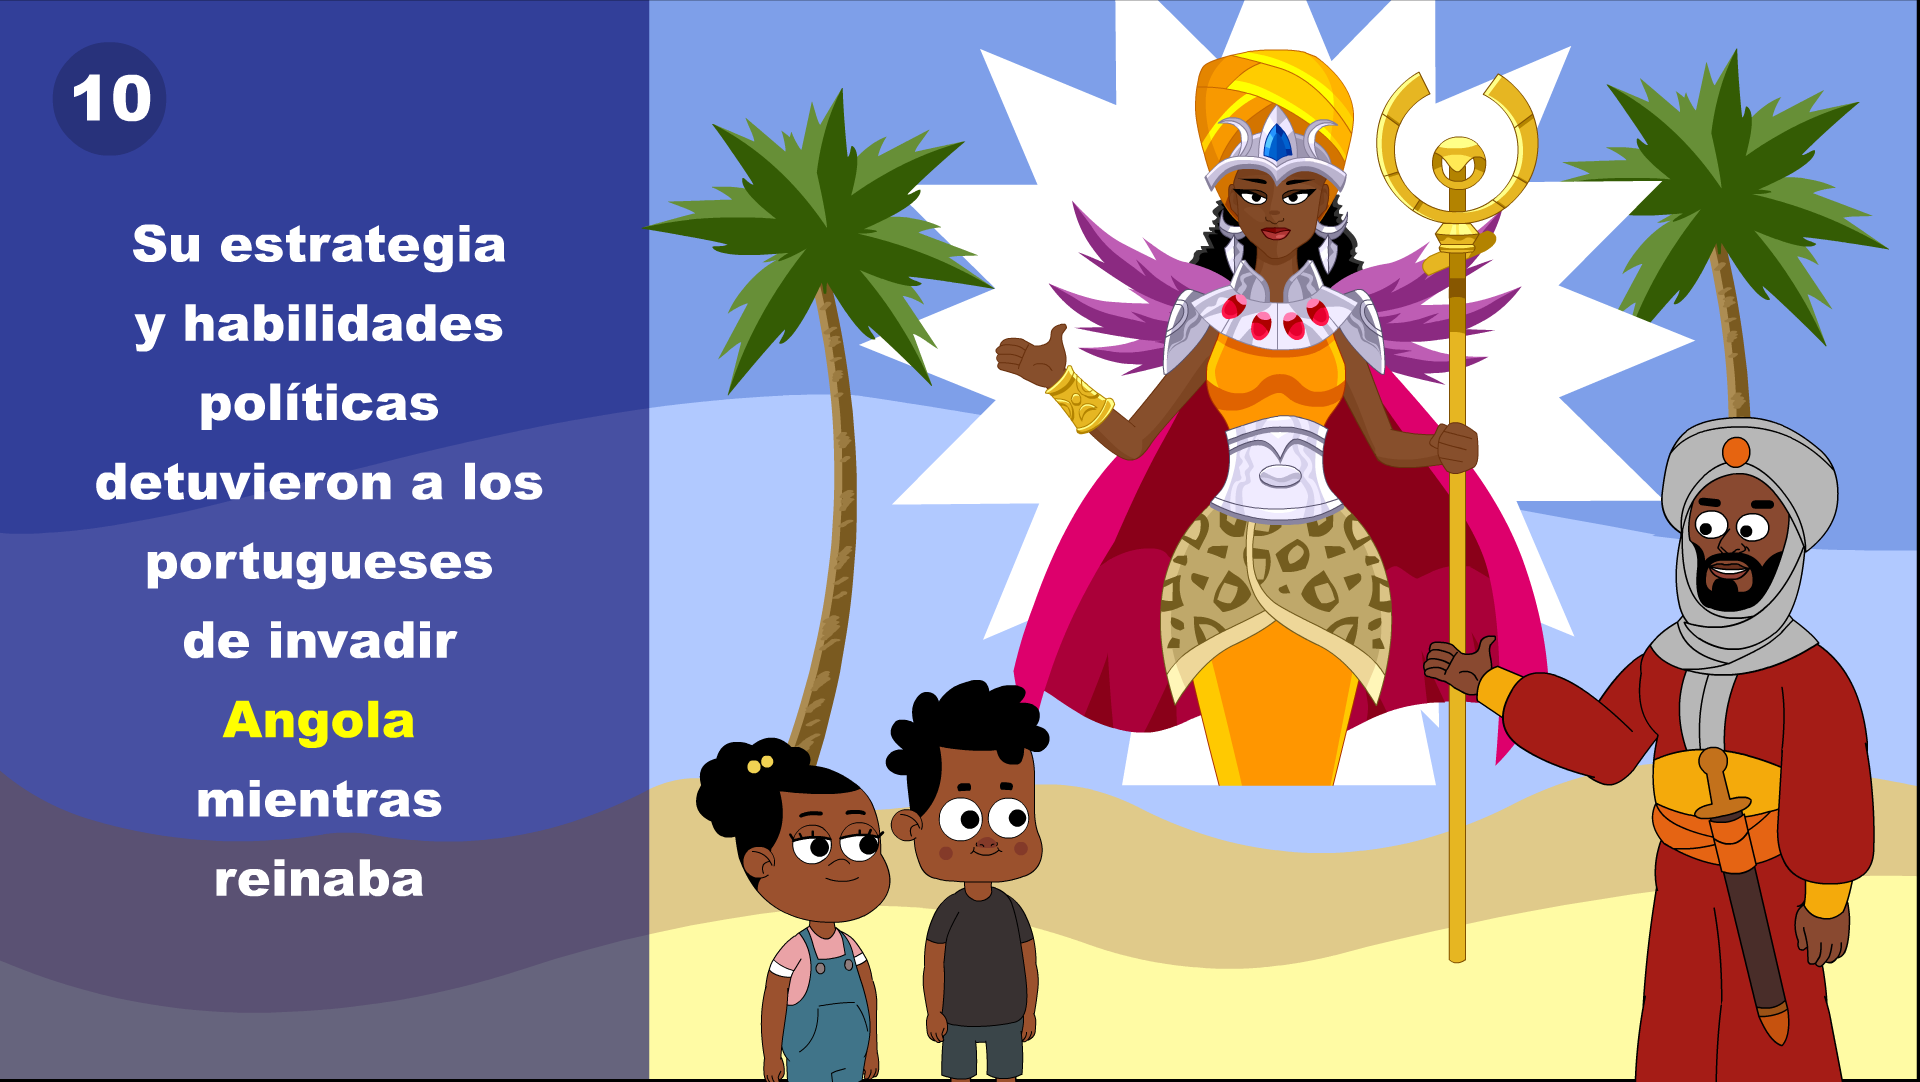 10
Su estrategia
y habilidades
políticas
detuvieron a los
portugueses
de invadir
Angola
mientras
reinaba